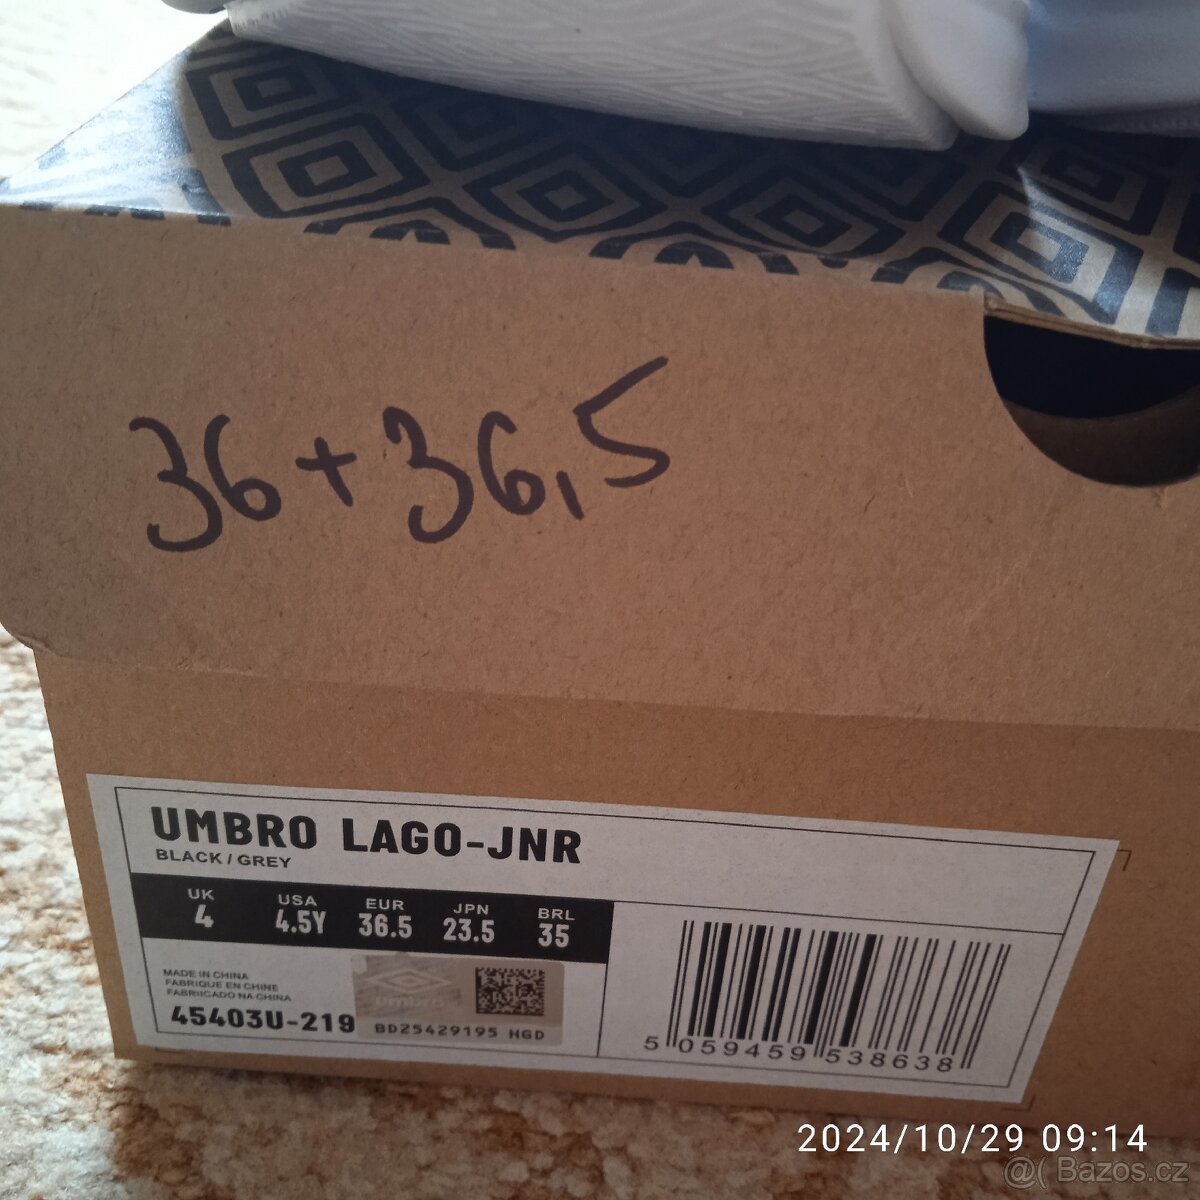 36+36,5
UMBRO LAGO-JNR
BLACK / GREY
UK USA EUR JPN BRL
4 4.5Y 36.5 23.5 35
MADE IN CHINA
FABRIQUE EN CHINE
FABRIICADO NA CHINA
umbro
45403U-219
BD25429195 HGD
5 059459 538638
2024/10/29 09:14
@( Bazos.cz